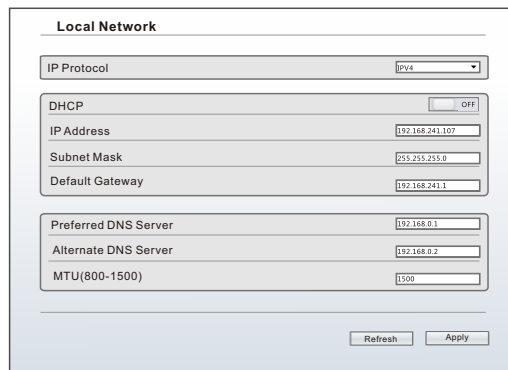 Local Network
IP Protocol IPV4
DHCP OFF
IP Address 192.168.241.107
Subnet Mask 255.255.255.0
Default Gateway 192.168.241.1
Preferred DNS Server 192.168.0.1
Alternate DNS Server 192.168.0.2
MTU(800-1500) 1500
Refresh Apply